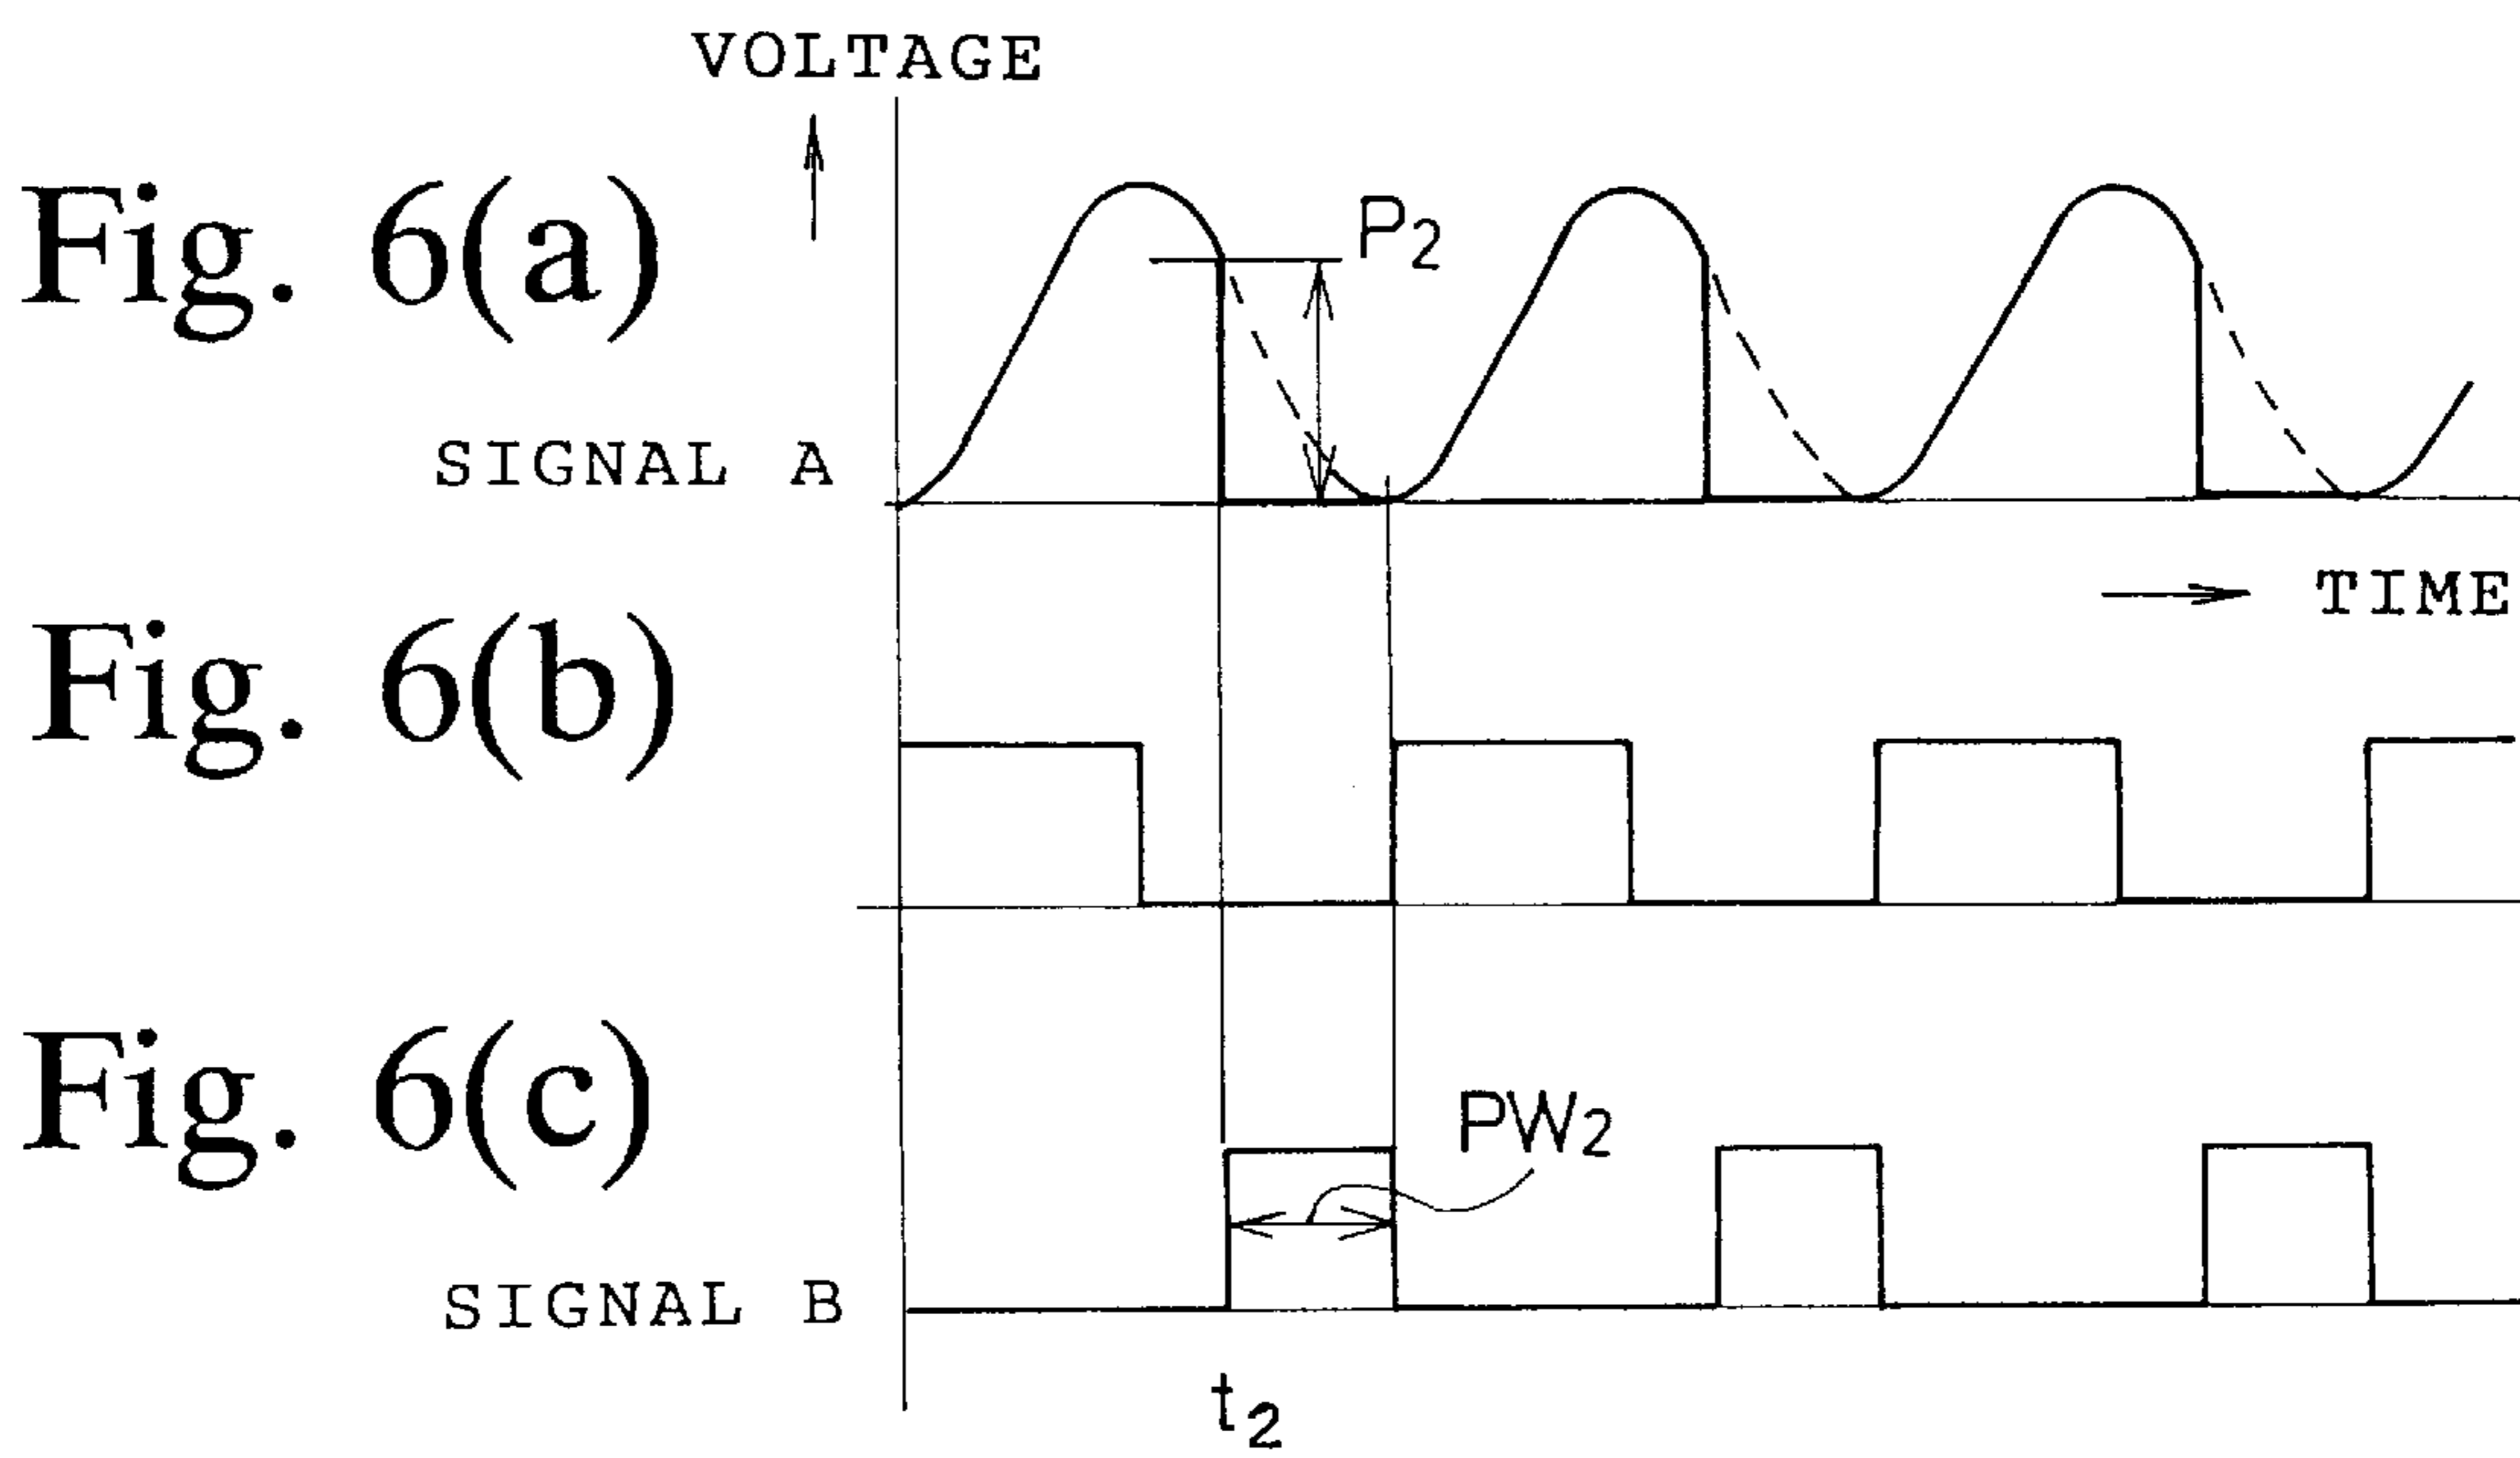 VOLTAGE
Fig. 6(a)
P2
SIGNAL A
TIME
Fig. 6(b)
Fig. 6(c)
PW2
SIGNAL B
t2